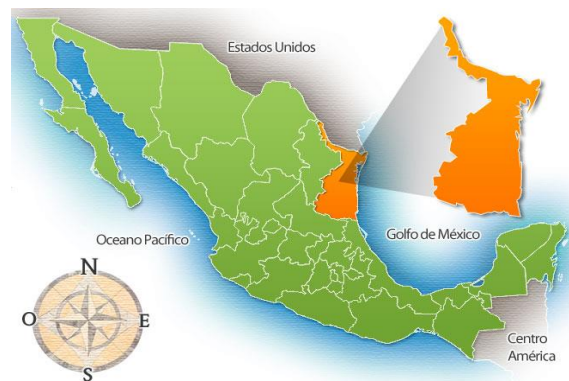 Estados Unidos
Oceano Pacífico
Golfo de México
N
O
E
S
Centro
América